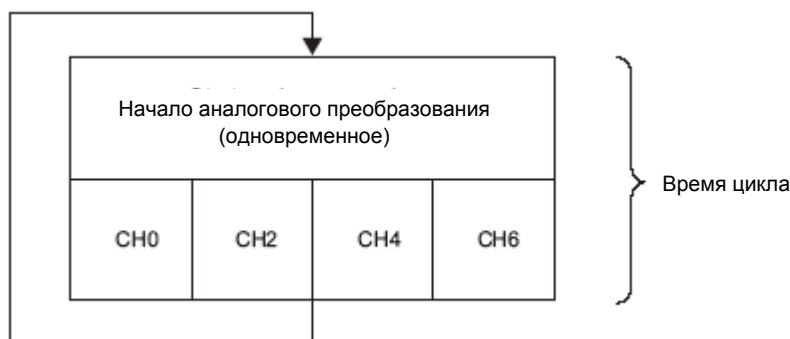 Начало аналогового преобразования
(одновременное)
Время цикла
CH0 CH2 CH4 CH6